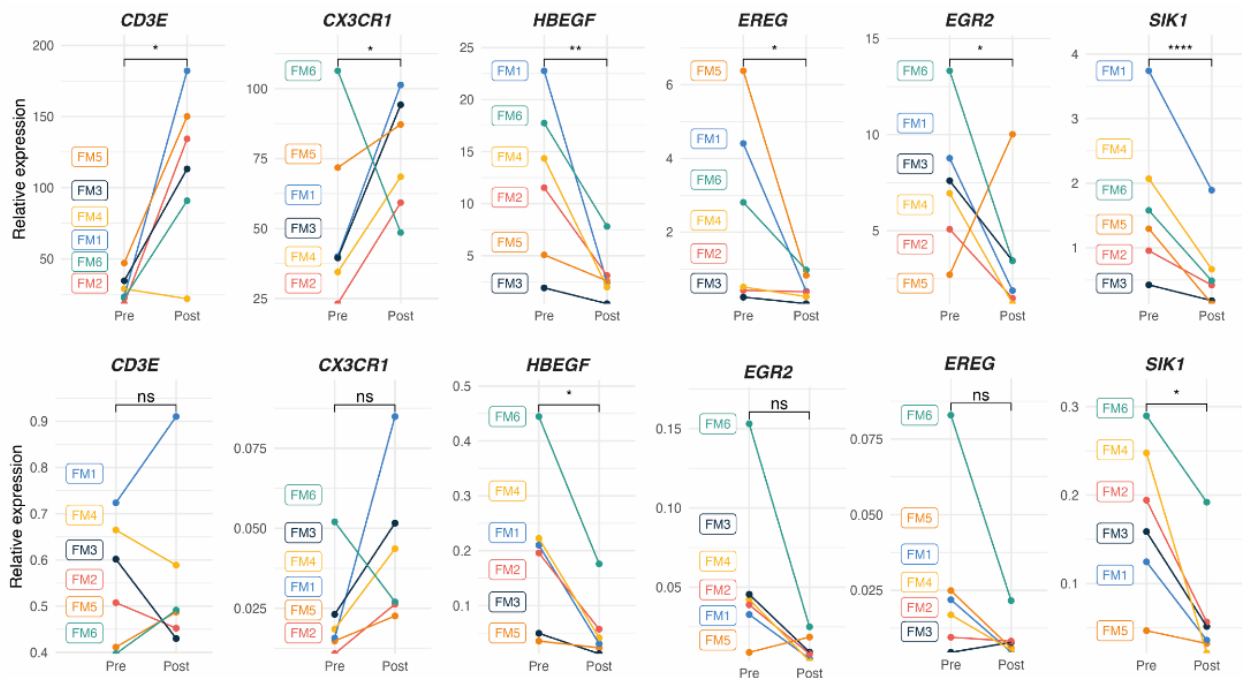 CD3E
CX3CR1
HBEGF
EREG
EGR2
SIK1
Relative expression
200
150
100
50
*
FM5
FM3
FM4
FM1
FM6
FM2
Pre
Post
100
75
50
25
*
FM6
FM5
FM1
FM3
FM4
FM2
Pre
Post
25
20
15
10
5
**
FM1
FM6
FM4
FM2
FM5
FM3
Pre
Post
6
4
2
*
FM5
FM1
FM6
FM4
FM2
FM3
Pre
Post
15
10
5
*
FM6
FM1
FM3
FM4
FM2
FM5
Pre
Post
4
3
2
1
****
FM1
FM4
FM6
FM5
FM2
FM3
Pre
Post
CD3E
CX3CR1
HBEGF
EGR2
EREG
SIK1
Relative expression
0.9
0.8
0.7
0.6
0.5
0.4
ns
FM1
FM4
FM3
FM2
FM5
FM6
Pre
Post
0.075
0.050
0.025
ns
FM6
FM3
FM4
FM1
FM5
FM2
Pre
Post
0.5
0.4
0.3
0.2
0.1
*
FM6
FM4
FM1
FM2
FM3
FM5
Pre
Post
0.15
0.10
0.05
ns
FM6
FM3
FM4
FM2
FM1
FM5
Pre
Post
0.075
0.050
0.025
ns
FM6
FM5
FM1
FM4
FM2
FM3
Pre
Post
0.3
0.2
0.1
*
FM6
FM4
FM2
FM3
FM1
FM5
Pre
Post